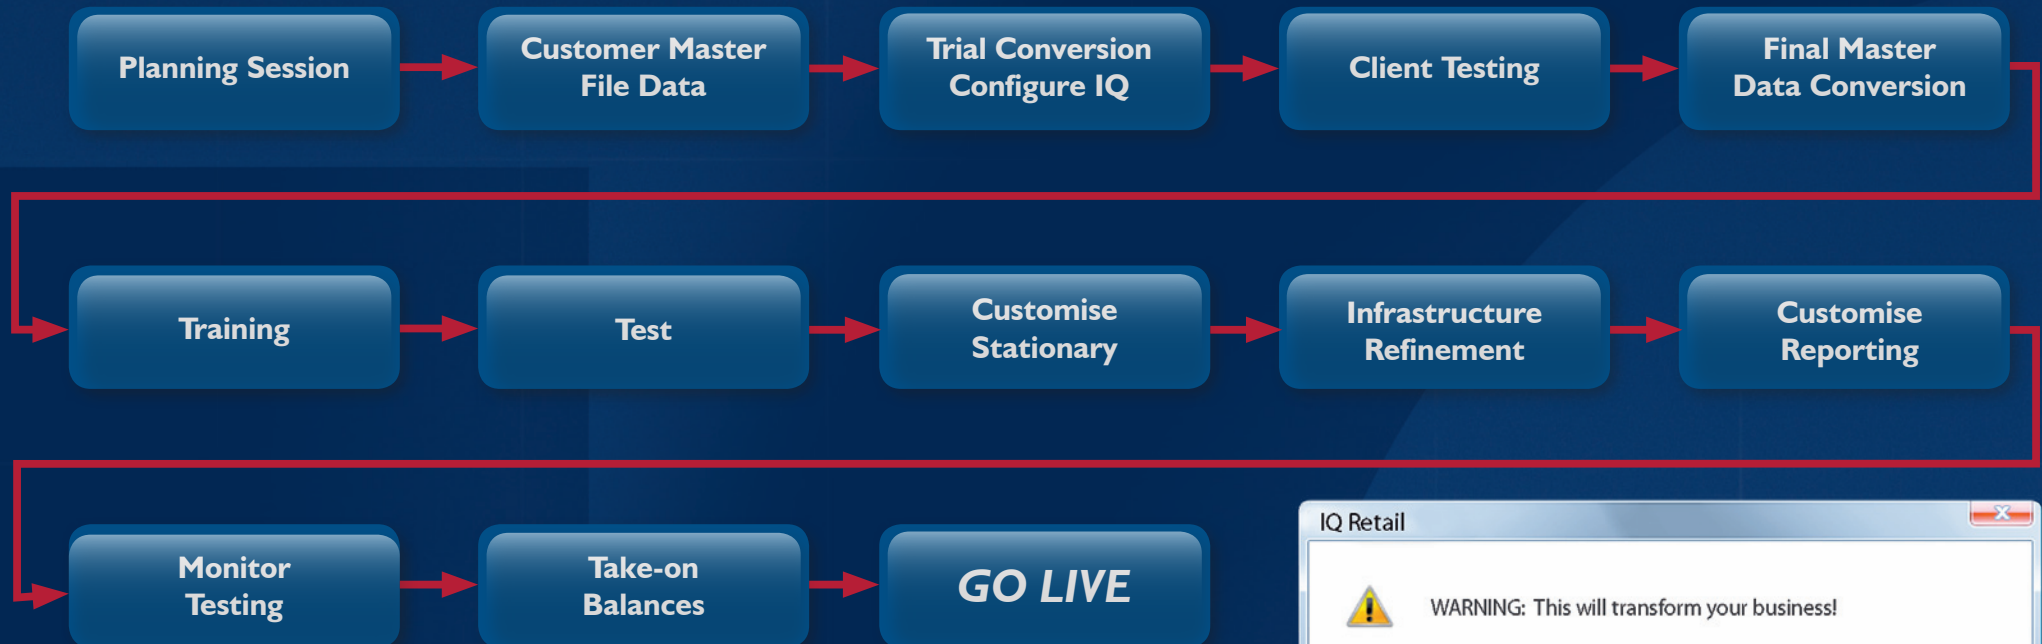 Planning Session
Customer Master
File Data
Trial Conversion
Configure IQ
Client Testing
Final Master
Data Conversion
Training
Test
Customise
Stationary
Infrastructure
Refinement
Customise
Reporting
Monitor
Testing
Take-on
Balances
GO LIVE
IQ Retail
WARNING: This will transform your business!